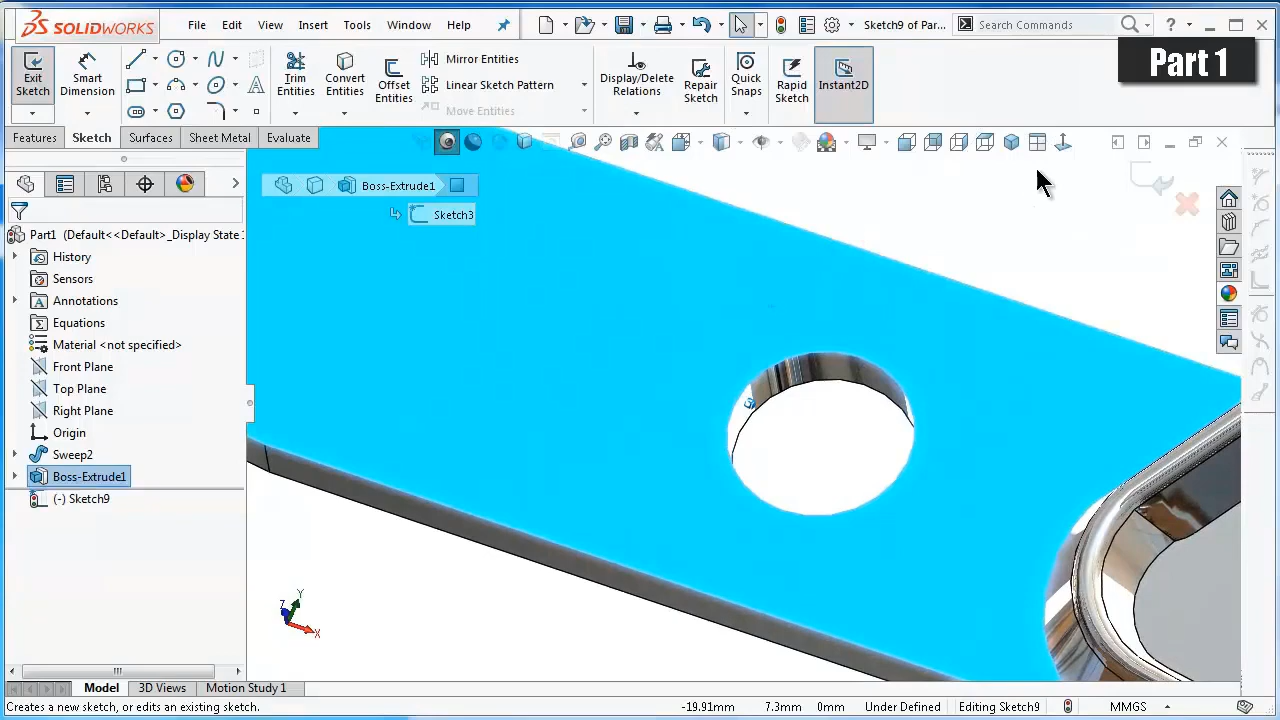 SOLIDWORKS File Edit View Insert Tools Window Help Sketch9 of Par... Search Commands
Part 1
Exit Sketch
Smart Dimension
Trim Entities
Convert Entities
Offset Entities
Mirror Entities
Linear Sketch Pattern
Move Entities
Display/Delete Relations
Repair Sketch
Quick Snaps
Rapid Sketch
Instant2D
Features Sketch Surfaces Sheet Metal Evaluate
Boss-Extrude1
Sketch3
Part1 (Default<<Default>_Display State 1
History
Sensors
Annotations
Equations
Material <not specified>
Front Plane
Top Plane
Right Plane
Origin
Sweep2
Boss-Extrude1
(-) Sketch9
Y
Z
X
Model 3D Views Motion Study 1
Creates a new sketch, or edits an existing sketch. -19.91mm 7.3mm 0mm Under Defined Editing Sketch9 MMGS